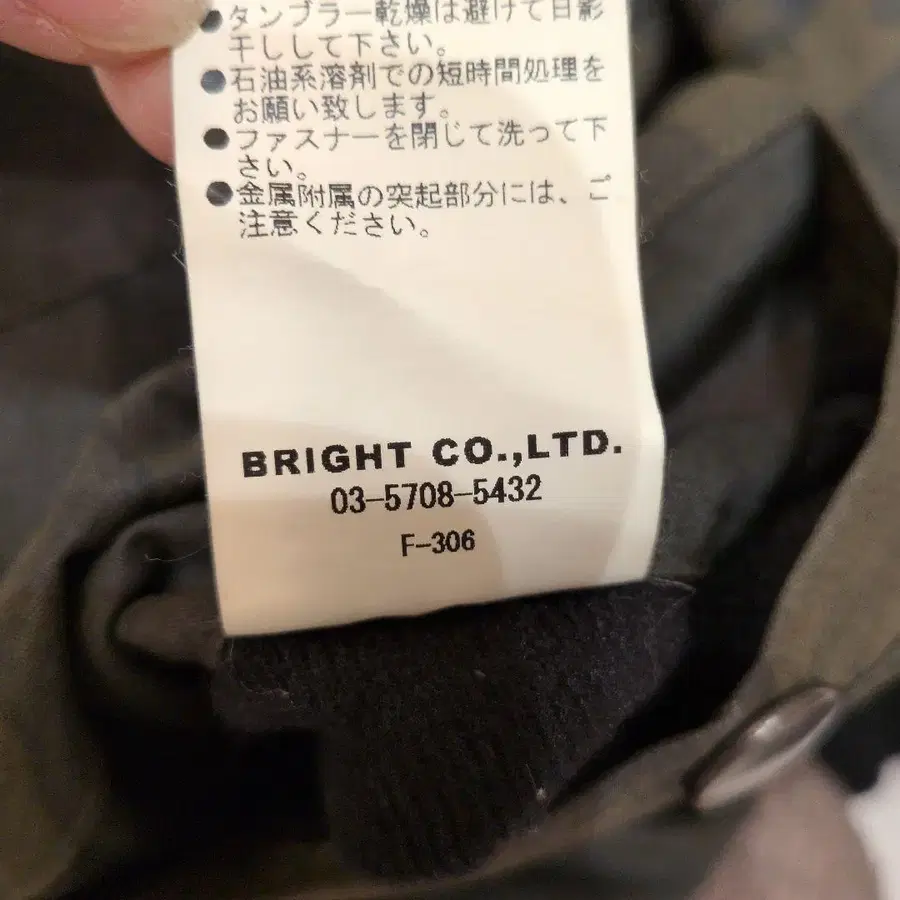 ●タンブラー乾燥は避けて日影
干しして下さい。
●石油系溶剤での短時間処理を
お願い致します。
●ファスナーを閉じて洗って下
さい。
●金属附属の突起部分には、ご
注意ください。
BRIGHT CO.,LTD.
03-5708-5432
F-306